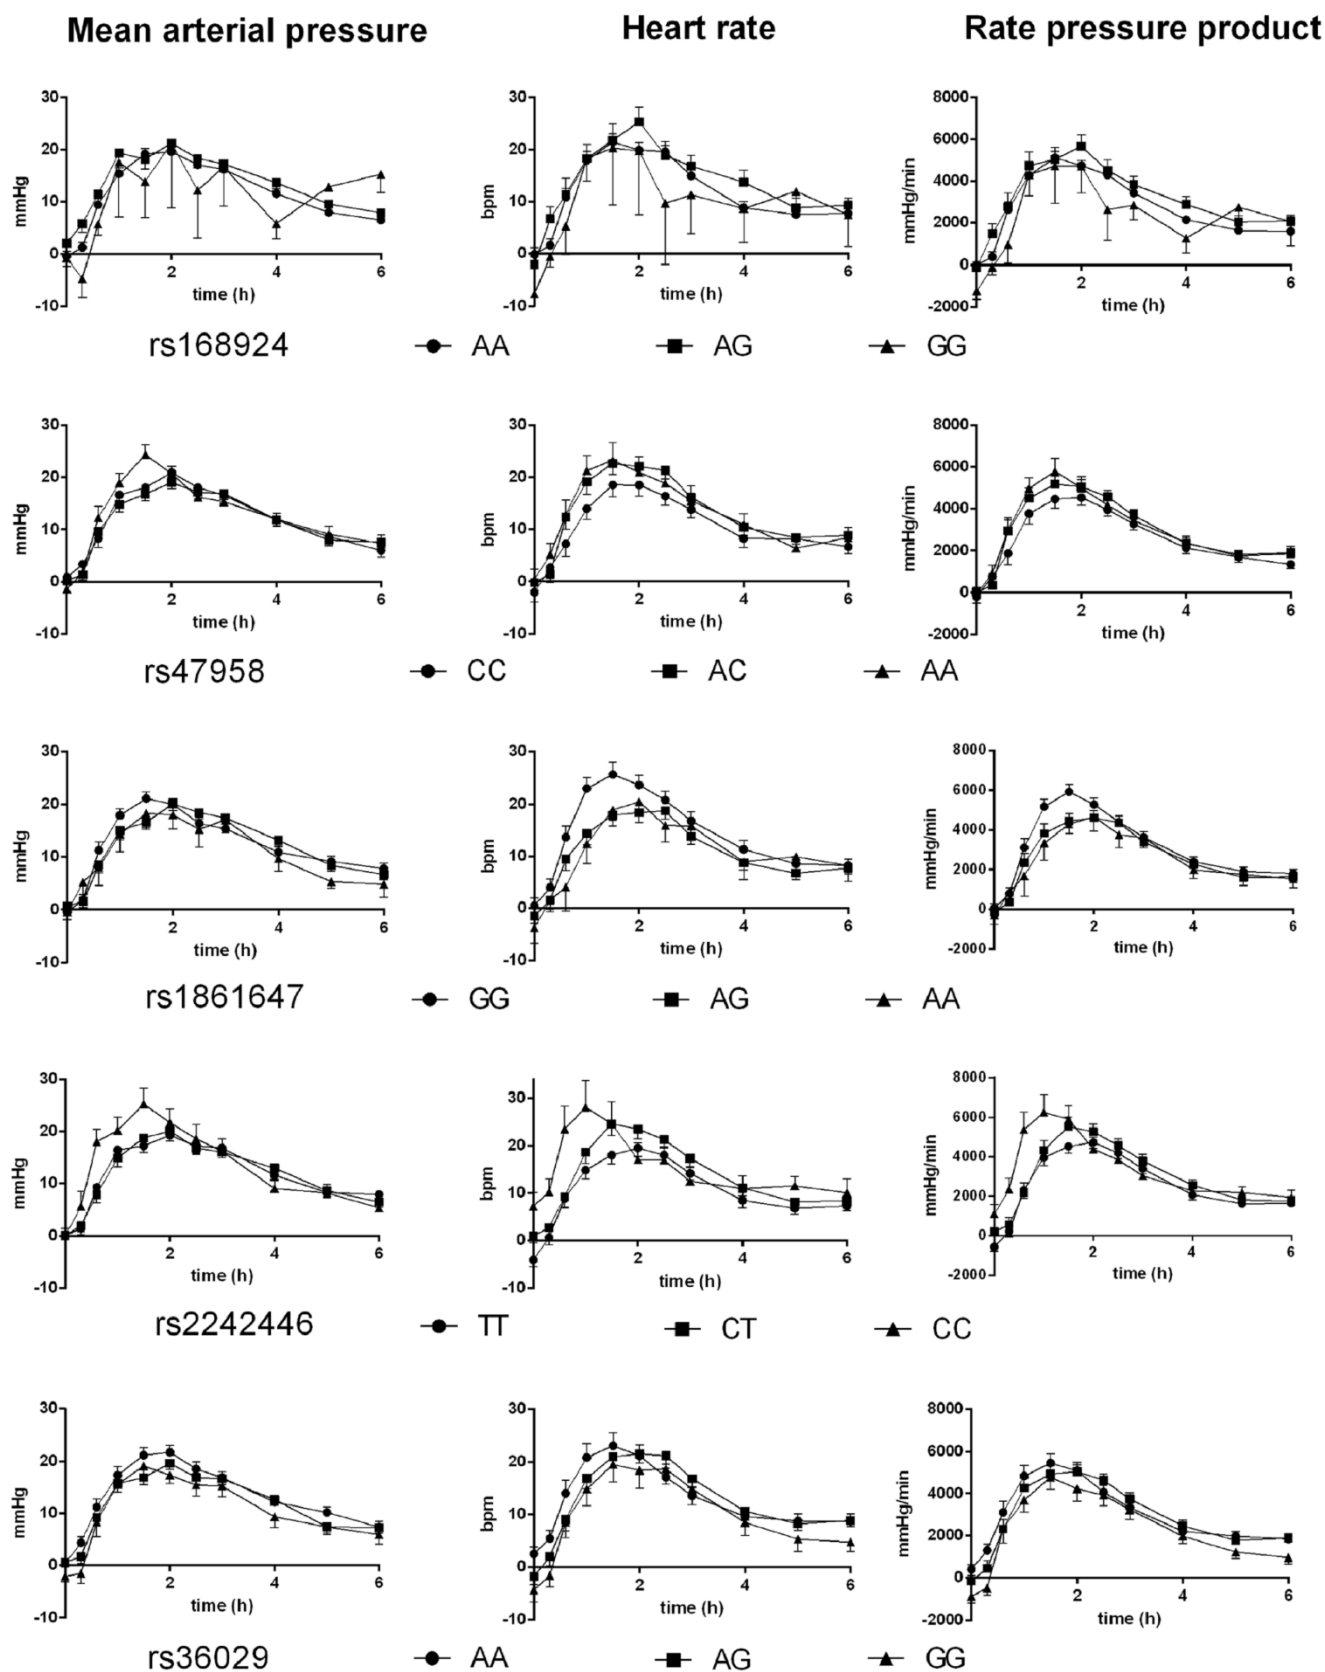 Mean arterial pressure Heart rate Rate pressure product
30 20 10 0 -10 mmHg 2 4 6 time (h)
30 20 10 0 -10 bpm 2 4 6 time (h)
8000 6000 4000 2000 0 -2000 mmHg/min 2 4 6 time (h)
rs168924 AA AG GG
30 20 10 0 -10 mmHg 2 4 6 time (h)
30 20 10 0 -10 bpm 2 4 6 time (h)
8000 6000 4000 2000 0 -2000 mmHg/min 2 4 6 time (h)
rs47958 CC AC AA
30 20 10 0 -10 mmHg 2 4 6 time (h)
30 20 10 0 -10 bpm 2 4 6 time (h)
8000 6000 4000 2000 0 -2000 mmHg/min 2 4 6 time (h)
rs1861647 GG AG AA
30 20 10 0 -10 mmHg 2 4 6 time (h)
30 20 10 0 -10 bpm 2 4 6 time (h)
8000 6000 4000 2000 0 -2000 mmHg/min 2 4 6 time (h)
rs2242446 TT CT CC
30 20 10 0 -10 mmHg 2 4 6 time (h)
30 20 10 0 -10 bpm 2 4 6 time (h)
8000 6000 4000 2000 0 -2000 mmHg/min 2 4 6 time (h)
rs36029 AA AG GG